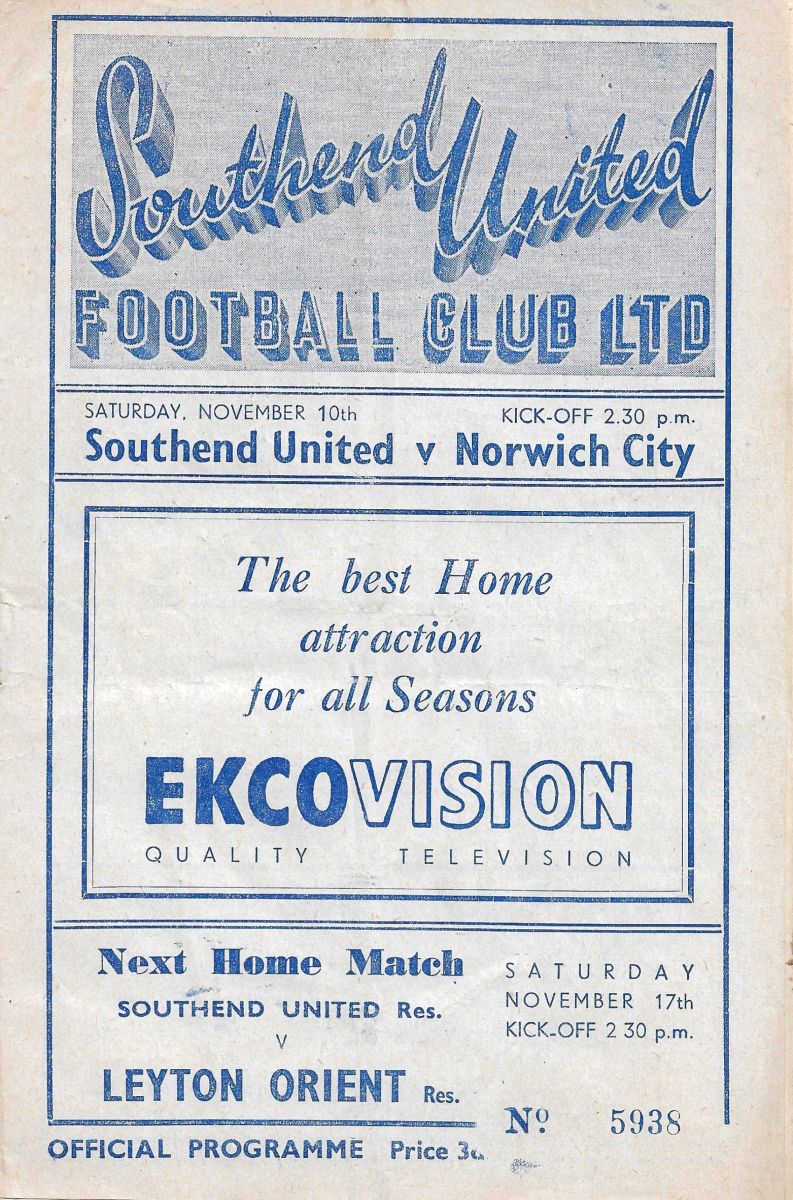 Southend United
FOOTBALL CLUB LTD
SATURDAY, NOVEMBER 10th KICK-OFF 2.30 p.m.
Southend United v Norwich City
The best Home
attraction
for all Seasons
EKCOVISION
QUALITY TELEVISION
Next Home Match
SOUTHEND UNITED Res.
v
LEYTON ORIENT Res.
SATURDAY
NOVEMBER 17th
KICK-OFF 2 30 p.m.
Nº 5938
OFFICIAL PROGRAMME Price 3d.